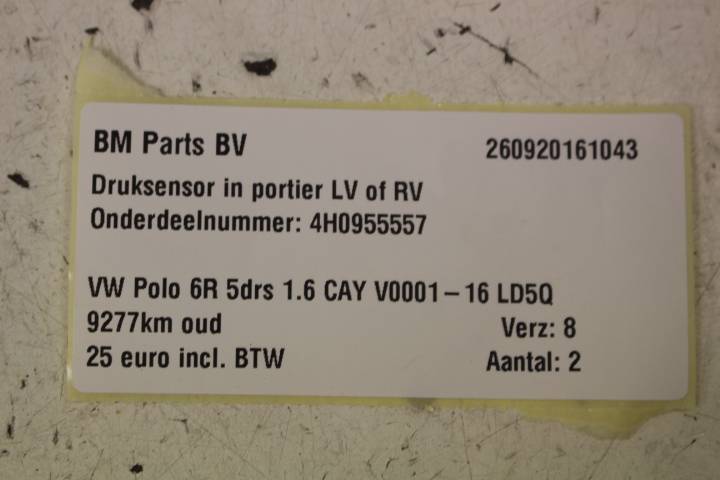 BM Parts BV 260920161043
Druksensor in portier LV of RV
Onderdeelnummer: 4H0955557
VW Polo 6R 5drs 1.6 CAY V0001-16 LD5Q
9277km oud Verz: 8
25 euro incl. BTW Aantal: 2